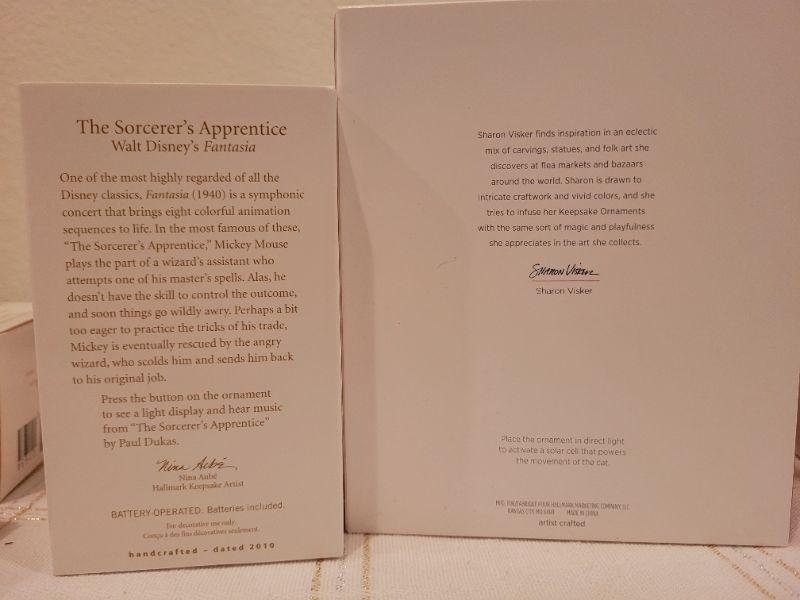 The Sorcerer's Apprentice
Walt Disney's Fantasia
One of the most highly regarded of all the
Disney classics, Fantasia (1940) is a symphonic
concert that brings eight colorful animation
sequences to life. In the most famous of these,
"The Sorcerer's Apprentice," Mickey Mouse
plays the part of a wizard's assistant who
attempts one of his master's spells. Alas, he
doesn't have the skill to control the outcome,
and soon things go wildly awry. Perhaps a bit
too eager to practice the tricks of his trade,
Mickey is eventually rescued by the angry
wizard, who scolds him and sends him back
to his original job.
Press the button on the ornament
to see a light display and hear music
from "The Sorcerer's Apprentice"
by Paul Dukas.
Nina Aubé
Nina Aubé
Hallmark Keepsake Artist
BATTERY-OPERATED. Batteries included.
For decorative use only.
Conçu à des fins décoratives seulement.
handcrafted – dated 2010
Sharon Visker finds inspiration in an eclectic
mix of carvings, statues, and folk art she
discovers at flea markets and bazaars
around the world. Sharon is drawn to
intricate craftwork and vivid colors, and she
tries to infuse her Keepsake Ornaments
with the same sort of magic and playfulness
she appreciates in the art she collects.
Sharon Visker
Sharon Visker
Place the ornament in direct light
to activate a solar cell that powers
the movement of the cat.
HALLMARK MARKETING COMPANY, LLC
KANSAS CITY, MO 64141 MADE IN CHINA
artist crafted